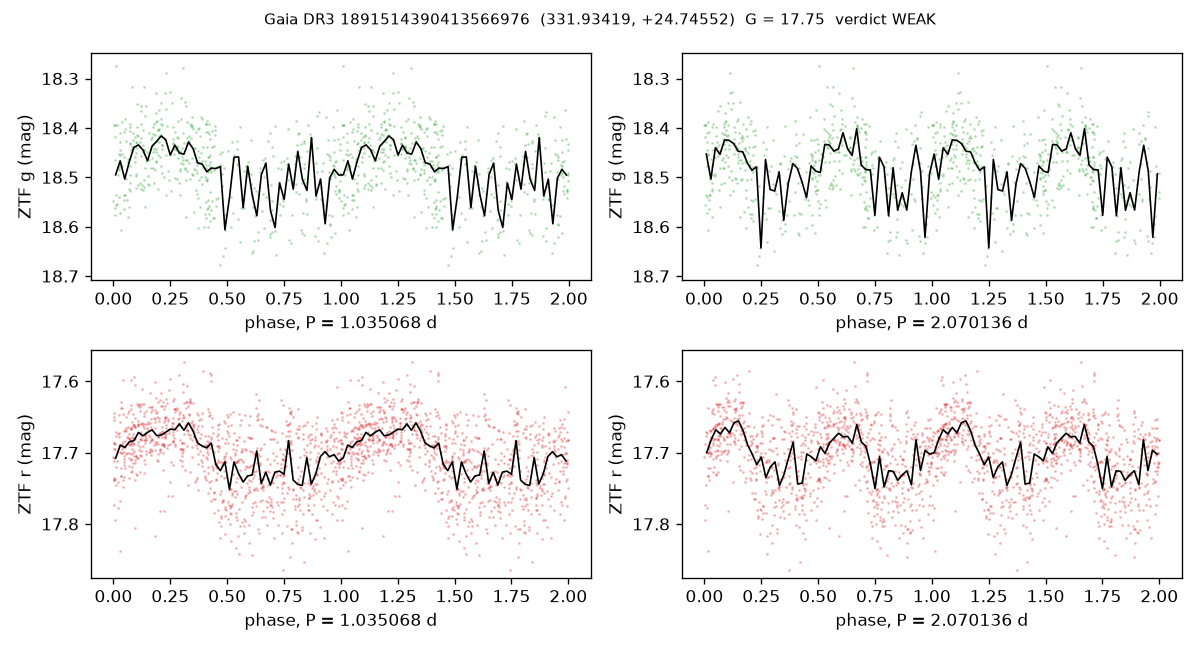 Gaia DR3 1891514390413566976 (331.93419, +24.74552) G = 17.75 verdict WEAK
ZTF g (mag)
18.3
18.4
18.5
18.6
18.7
0.00 0.25 0.50 0.75 1.00 1.25 1.50 1.75 2.00
phase, P = 1.035068 d
ZTF g (mag)
18.3
18.4
18.5
18.6
18.7
0.00 0.25 0.50 0.75 1.00 1.25 1.50 1.75 2.00
phase, P = 2.070136 d
ZTF r (mag)
17.6
17.7
17.8
0.00 0.25 0.50 0.75 1.00 1.25 1.50 1.75 2.00
phase, P = 1.035068 d
ZTF r (mag)
17.6
17.7
17.8
0.00 0.25 0.50 0.75 1.00 1.25 1.50 1.75 2.00
phase, P = 2.070136 d